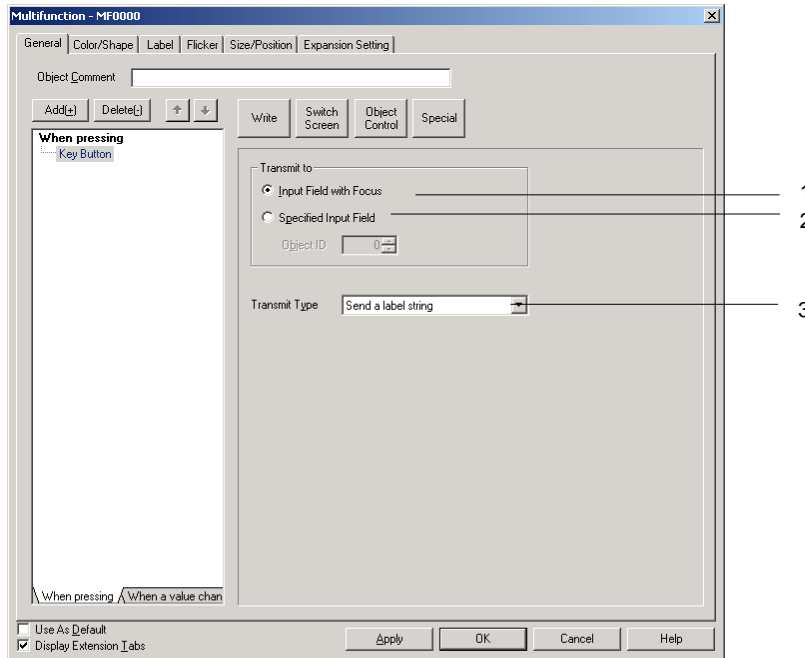 Multifunction - MF0000
General Color/Shape Label Flicker Size/Position Expansion Setting
Object Comment
Add(+) Delete(-)
Write Switch Screen Object Control Special
When pressing
Key Button
Transmit to
Input Field with Focus
1
Specified Input Field
2
Object ID 0
Transmit Type Send a label string
3
When pressing When a value chan
Use As Default
Display Extension Tabs
Apply OK Cancel Help